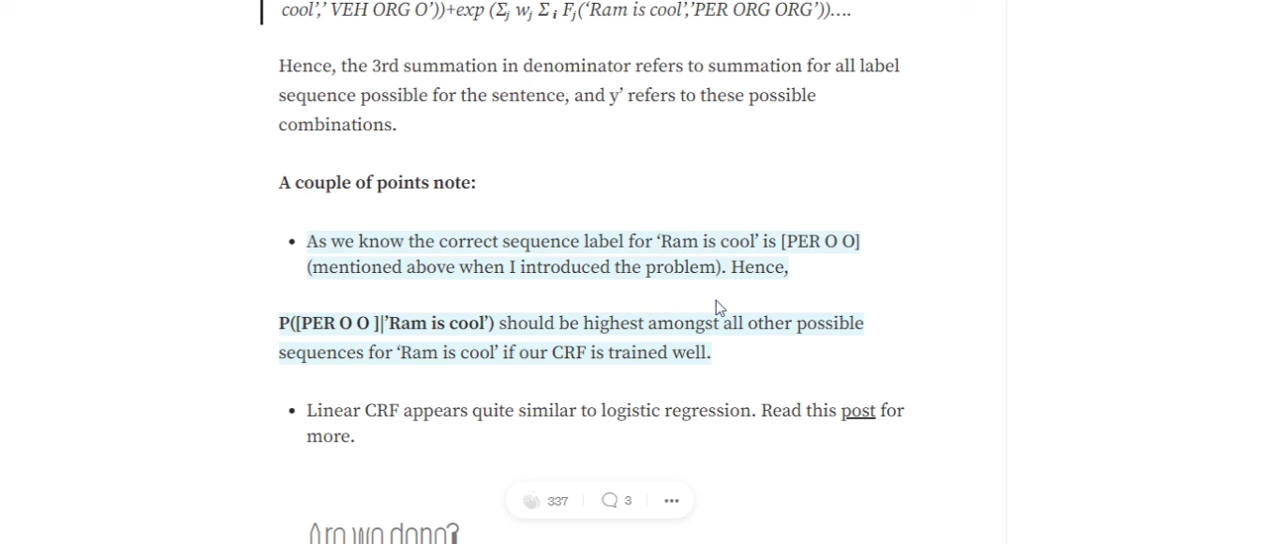 cool’,’ VEH ORG O’))+exp (Σj wj Σ i Fj(‘Ram is cool’,’PER ORG ORG’))….
Hence, the 3rd summation in denominator refers to summation for all label
sequence possible for the sentence, and y’ refers to these possible
combinations.
A couple of points note:
• As we know the correct sequence label for ‘Ram is cool’ is [PER O O]
(mentioned above when I introduced the problem). Hence,
P([PER O O ]|’Ram is cool’) should be highest amongst all other possible
sequences for ‘Ram is cool’ if our CRF is trained well.
• Linear CRF appears quite similar to logistic regression. Read this post for
more.
337 3 •••
Are we done?